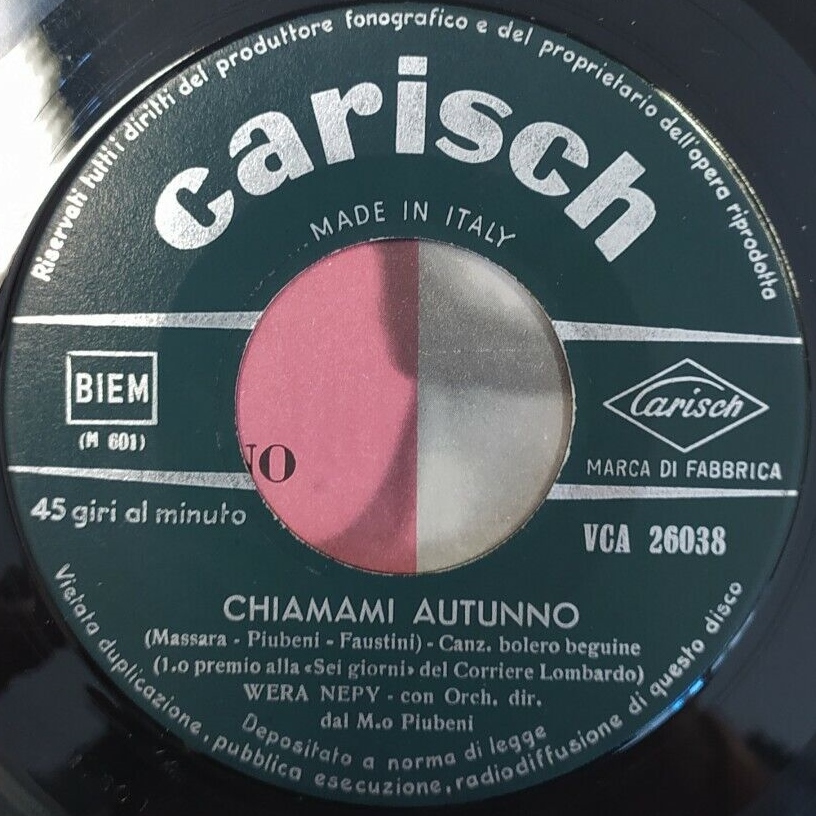 Riservati tutti i diritti del produttore fonografico e del proprietario dell'opera riprodotta
carisch
MADE IN ITALY
BIEM
(M 601)
Carisch
MARCA DI FABBRICA
NO
45 giri al minuto
VCA 26038
CHIAMAMI AUTUNNO
(Massara - Piubeni - Faustini) - Canz. bolero beguine
(1.o premio alla «Sei giorni» del Corriere Lombardo)
WERA NEPY - con Orch. dir.
dal M.o Piubeni
Depositato a norma di legge
Vietata duplicazione, pubblica esecuzione, radiodiffusione di questo disco